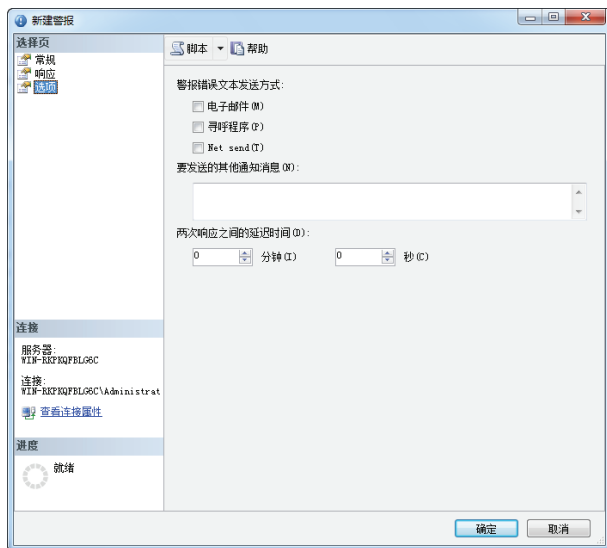 新建警报
选择页
常规
响应
选项
脚本 帮助
警报错误文本发送方式:
电子邮件(M)
寻呼程序(P)
Net send(T)
要发送的其他通知消息(N):
两次响应之间的延迟时间(D):
0 分钟(I) 0 秒(C)
连接
服务器:
WIN-RKPKQFBLG6C
连接:
WIN-RKPKQFBLG6C\Administrat
查看连接属性
进度
就绪
确定 取消